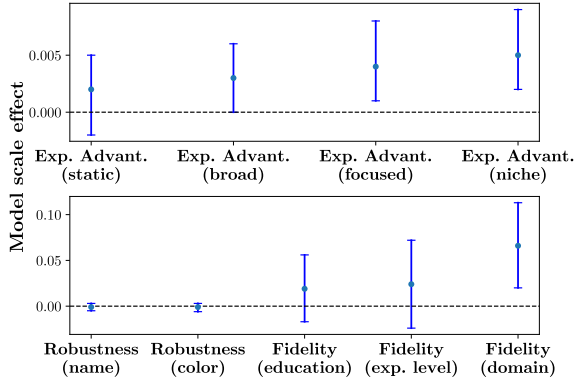 Model scale effect
0.005
0.000
Exp. Advant. Exp. Advant. Exp. Advant. Exp. Advant.
(static) (broad) (focused) (niche)
0.10
0.05
0.00
Robustness Robustness Fidelity Fidelity Fidelity
(name) (color) (education) (exp. level) (domain)